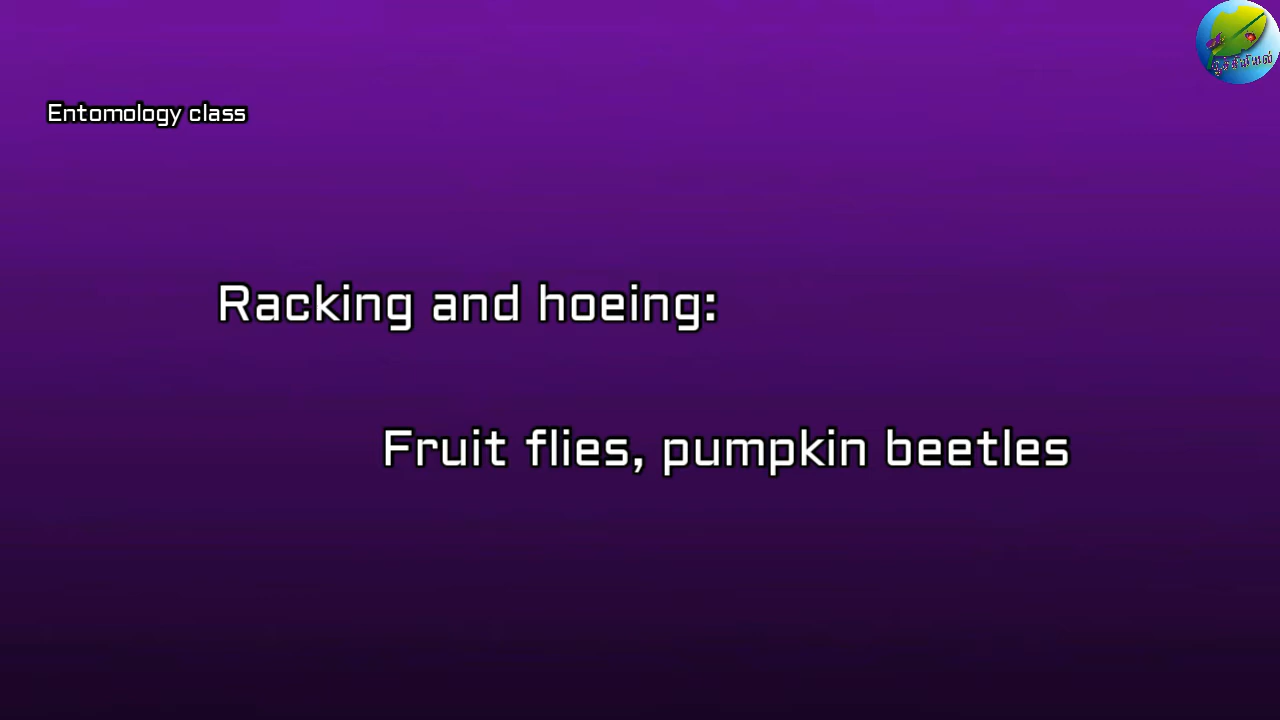 Entomology class
Racking and hoeing:
Fruit flies, pumpkin beetles